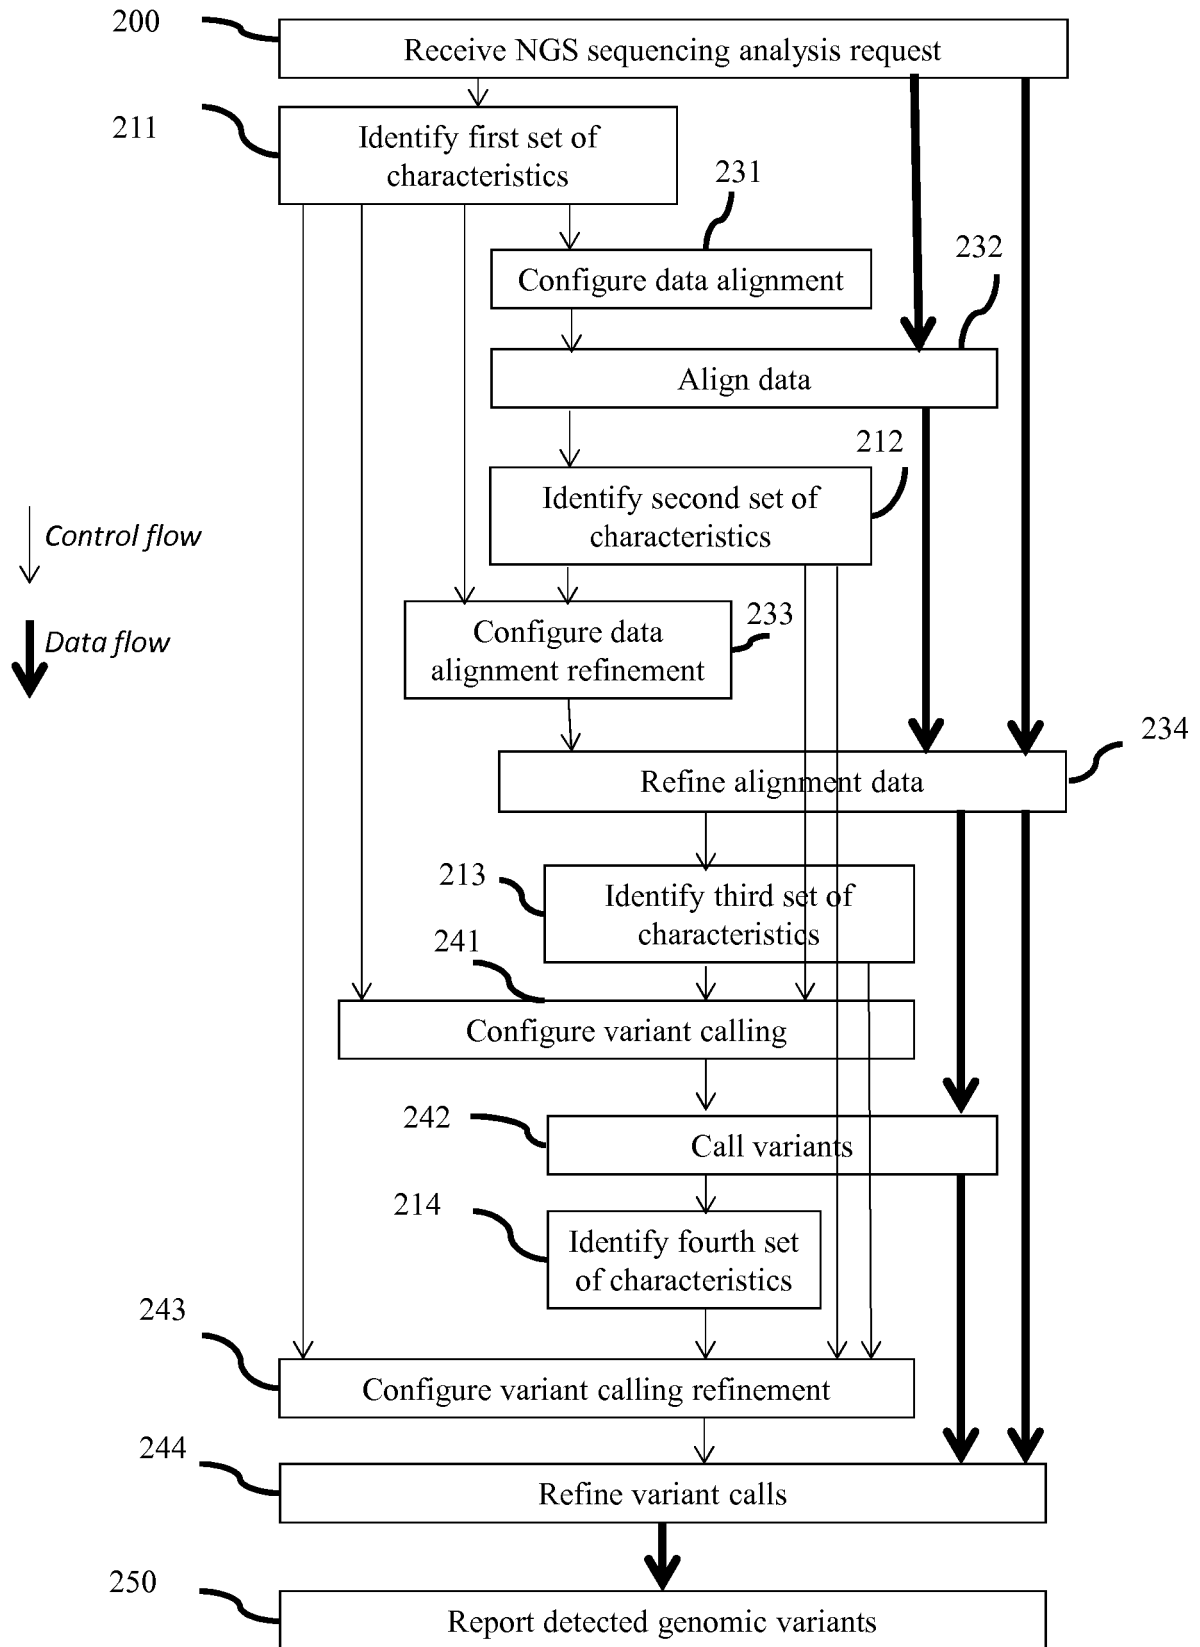 200
Receive NGS sequencing analysis request
211
Identify first set of
characteristics
231
Configure data alignment
232
Align data
212
Identify second set of
characteristics
Control flow
Data flow
233
Configure data
alignment refinement
234
Refine alignment data
213
Identify third set of
characteristics
241
Configure variant calling
242
Call variants
214
Identify fourth set
of characteristics
243
Configure variant calling refinement
244
Refine variant calls
250
Report detected genomic variants